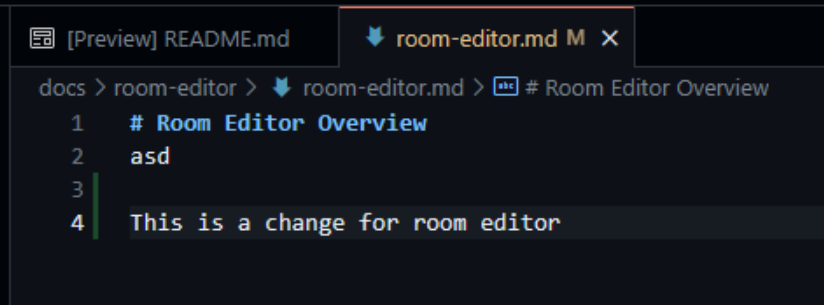 [Preview] README.md
room-editor.md M
docs > room-editor > room-editor.md > abc # Room Editor Overview
1 # Room Editor Overview
2 asd
3
4 This is a change for room editor